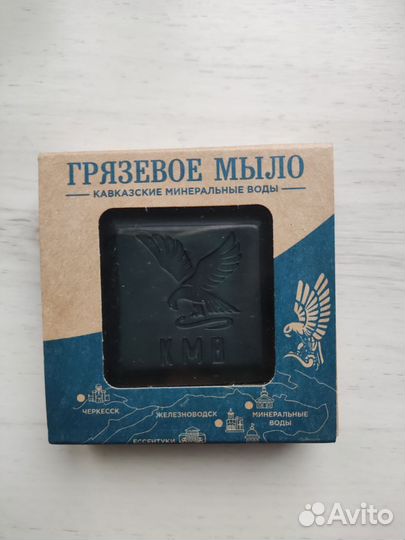 ГРЯЗЕВОЕ МЫЛО
КАВКАЗСКИЕ МИНЕРАЛЬНЫЕ ВОДЫ
КМВ
ЧЕРКЕССК
ЖЕЛЕЗНОВОДСК
МИНЕРАЛЬНЫЕ
ВОДЫ
ЕССЕНТУКИ
Avito